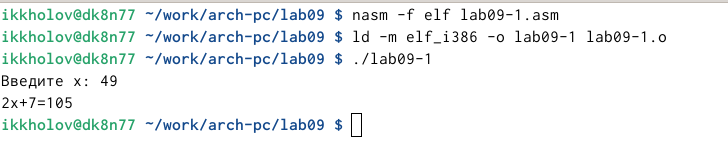 ikkholov@dk8n77 ~/work/arch-pc/lab09 $ nasm -f elf lab09-1.asm
ikkholov@dk8n77 ~/work/arch-pc/lab09 $ ld -m elf_i386 -o lab09-1 lab09-1.o
ikkholov@dk8n77 ~/work/arch-pc/lab09 $ ./lab09-1
Введите x: 49
2x+7=105
ikkholov@dk8n77 ~/work/arch-pc/lab09 $